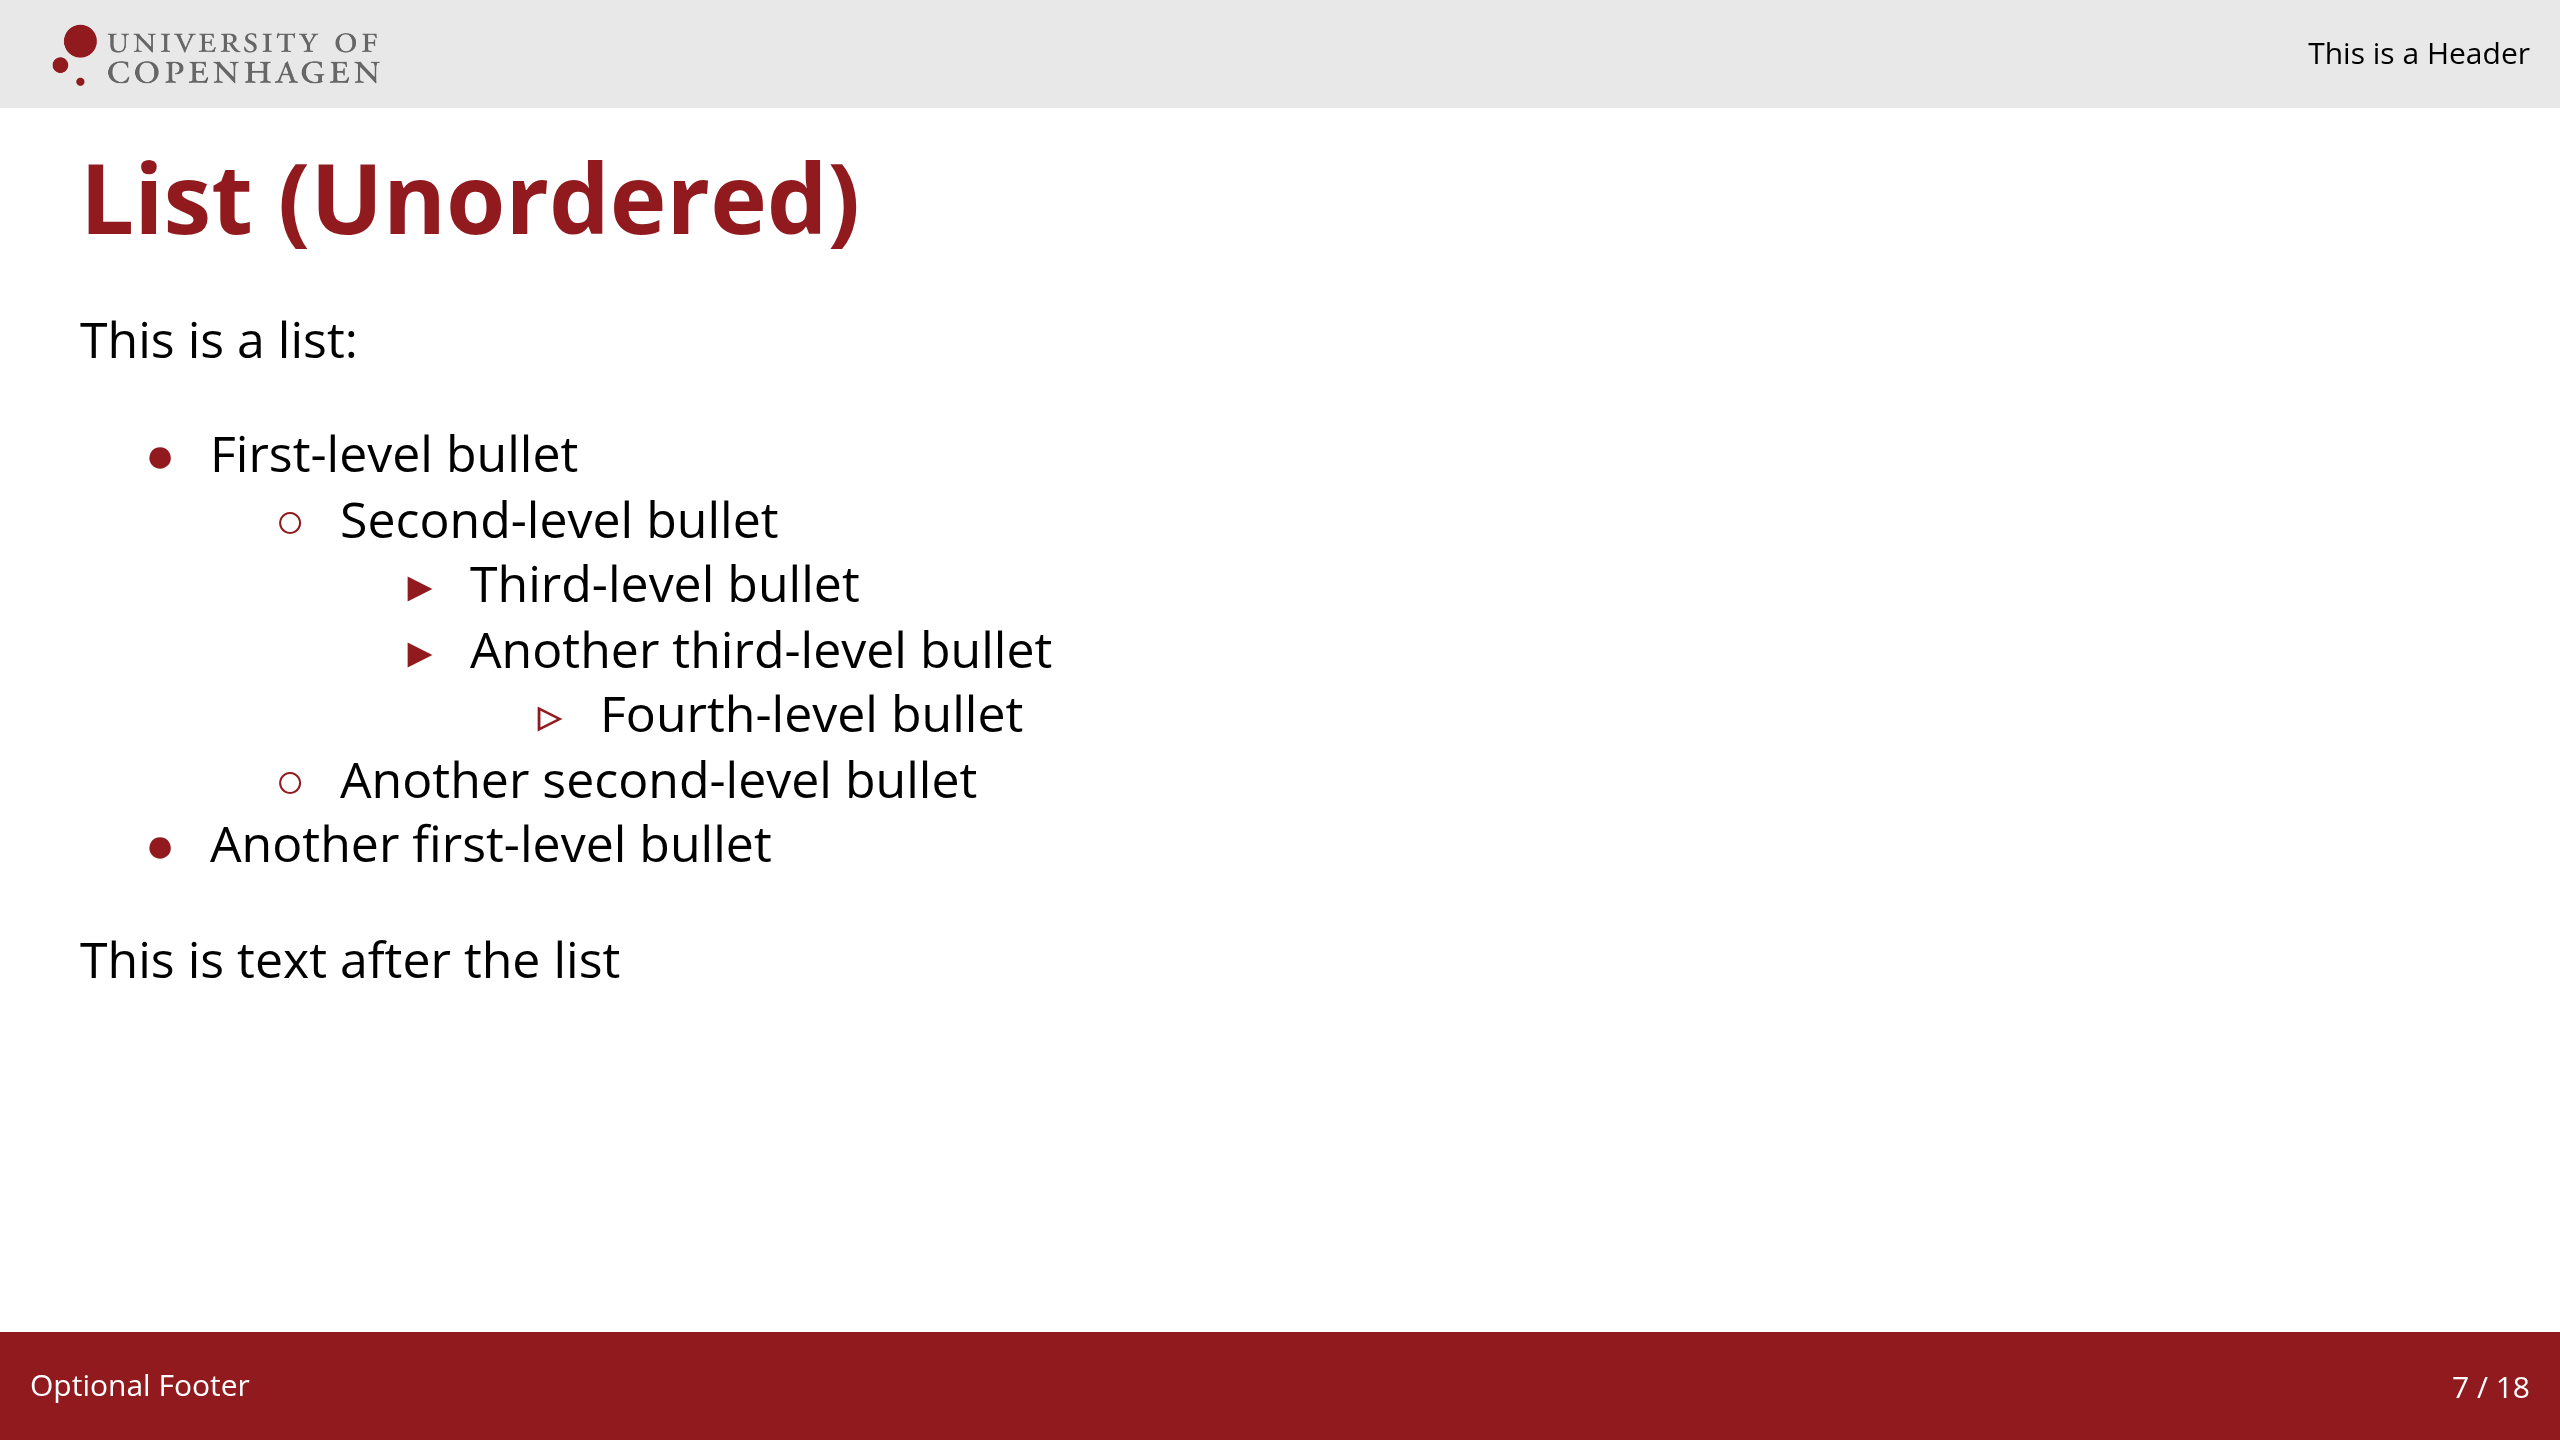 UNIVERSITY OF
COPENHAGEN
This is a Header
List (Unordered)
This is a list:
● First-level bullet
○ Second-level bullet
▸ Third-level bullet
▸ Another third-level bullet
▹ Fourth-level bullet
○ Another second-level bullet
● Another first-level bullet
This is text after the list
Optional Footer
7 / 18